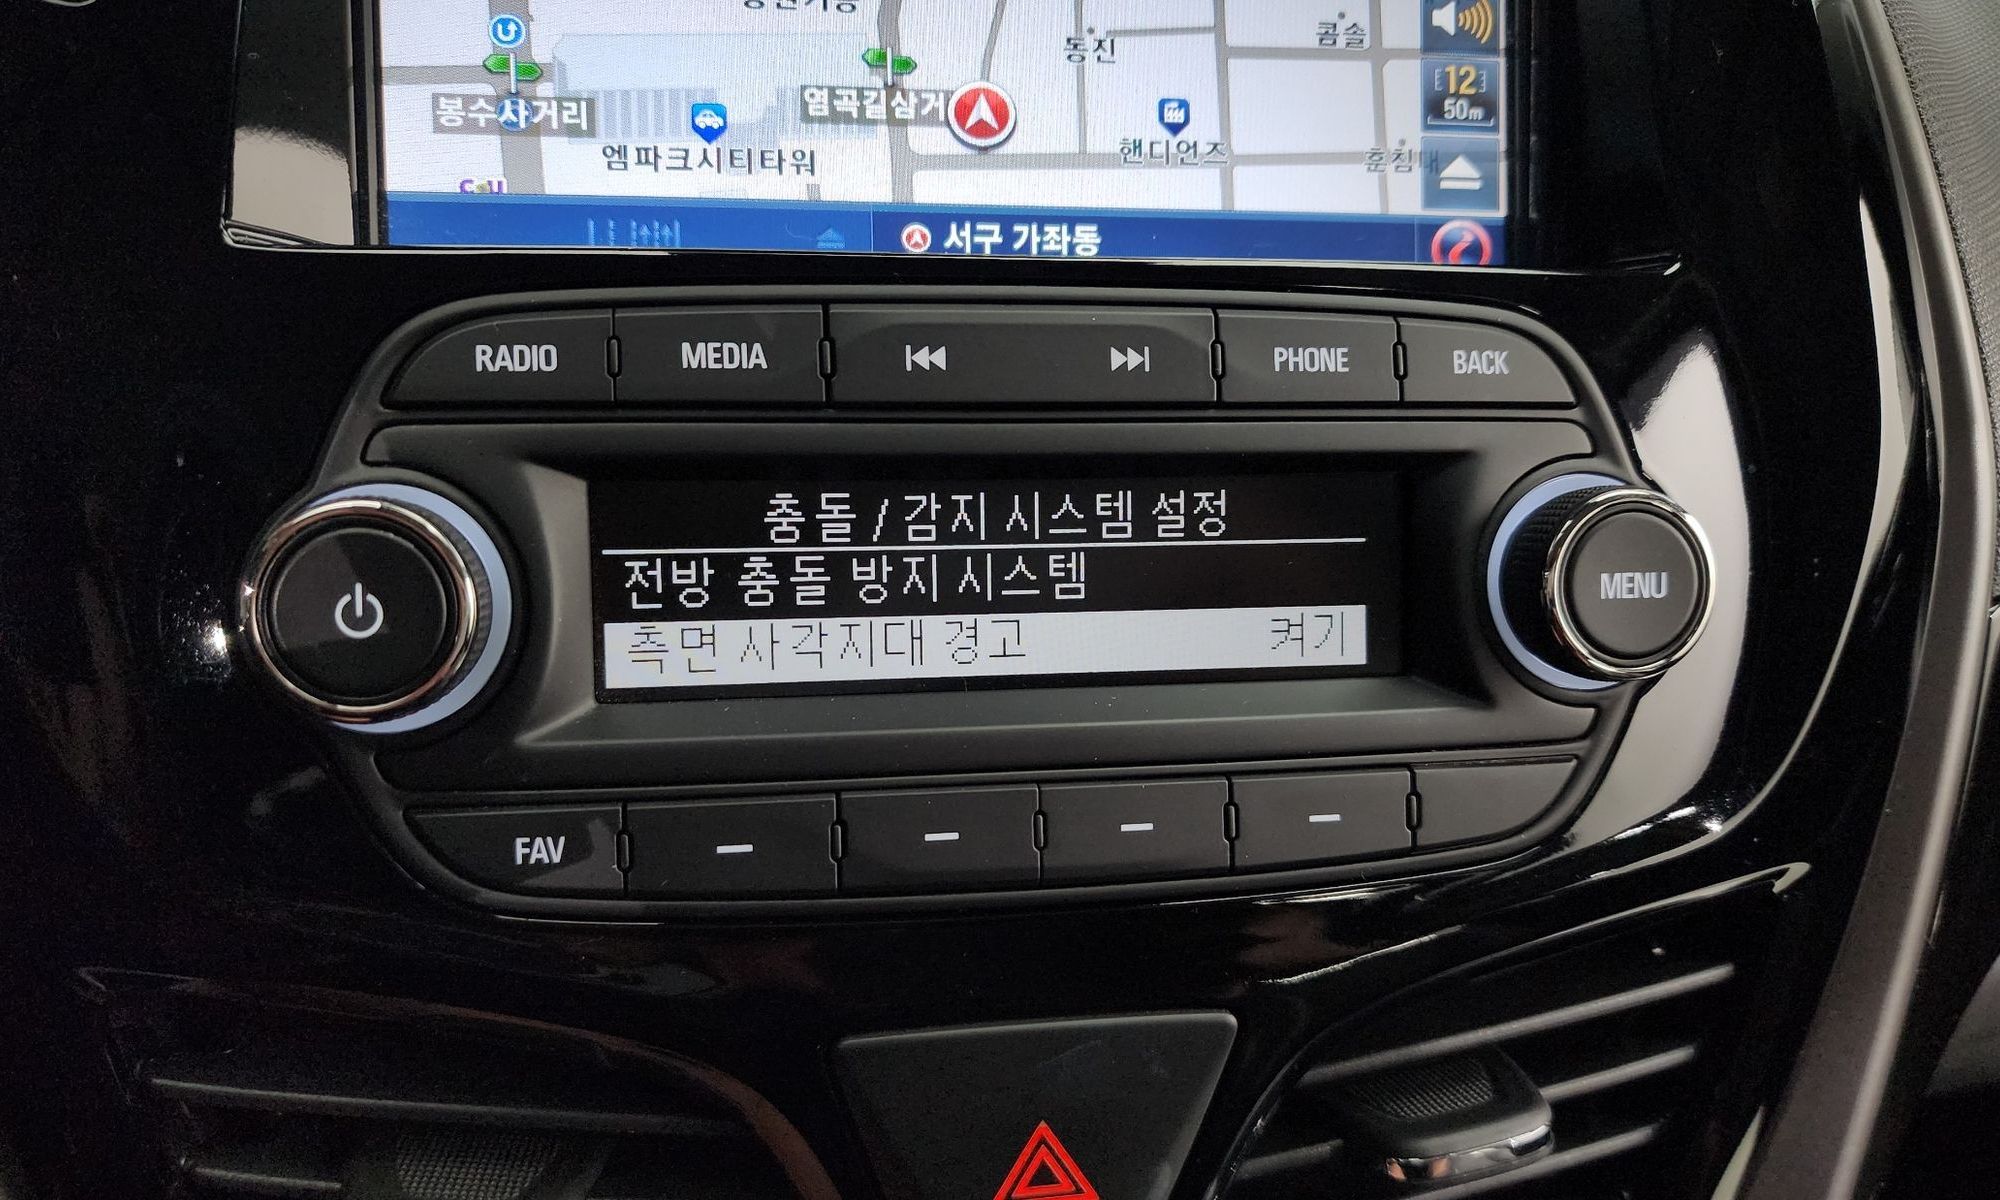 동진
콤솔
12
50m
봉수사거리
열곡길삼거
엠파크시티타워
핸디언즈
서구 가좌동
RADIO
MEDIA
PHONE
BACK
충돌/감지 시스템 설정
전방 충돌 방지 시스템
측면 사각지대 경고 켜기
MENU
FAV